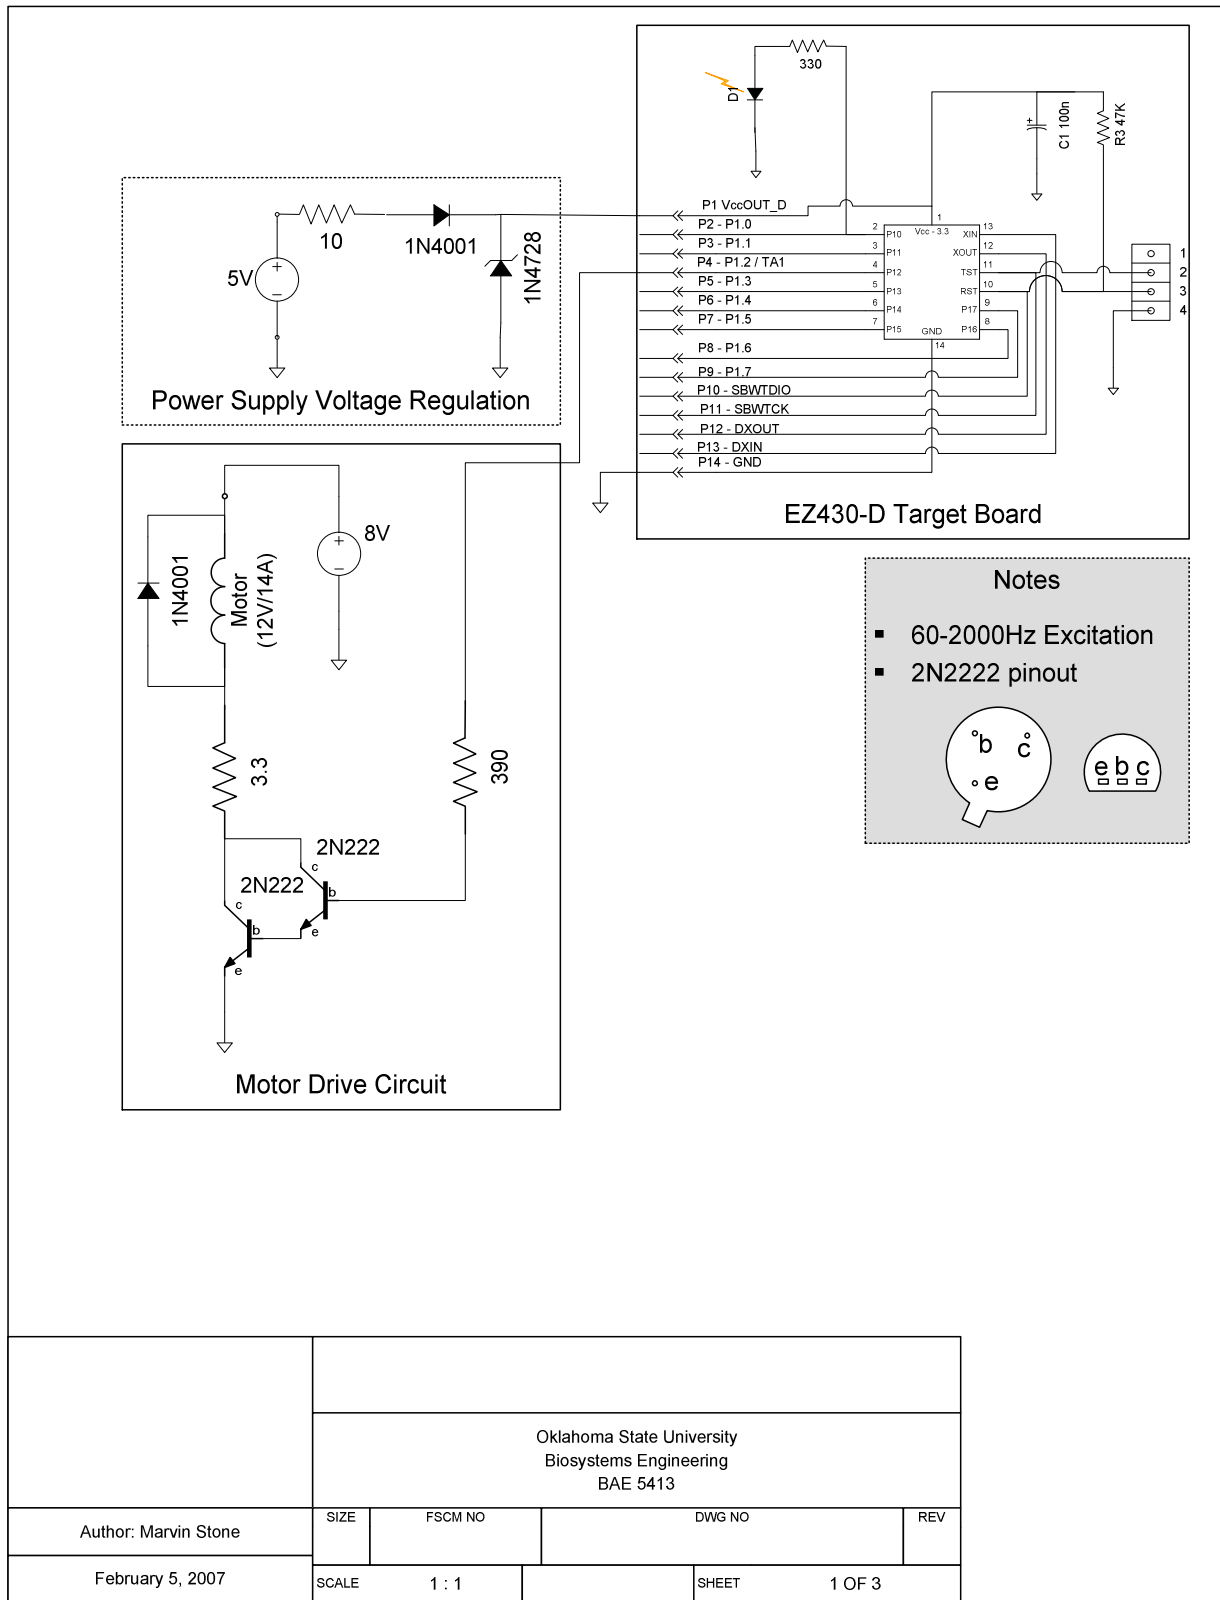 330
D1
C1 100n
+
R3 47K
5V
+
−
10
1N4001
1N4728
Power Supply Voltage Regulation
P1 VccOUT_D
P2 - P1.0
P3 - P1.1
P4 - P1.2 / TA1
P5 - P1.3
P6 - P1.4
P7 - P1.5
P8 - P1.6
P9 - P1.7
P10 - SBWTDIO
P11 - SBWTCK
P12 - DXOUT
P13 - DXIN
P14 - GND
1
Vcc - 3.3
2
P10
3
P11
4
P12
5
P13
6
P14
7
P15
GND
14
XIN
13
XOUT
12
TST
11
RST
10
P17
9
P16
8
1
2
3
4
EZ430-D Target Board
8V
+
−
1N4001
Motor
(12V/14A)
3.3
390
2N222
c
b
e
2N222
c
b
e
Motor Drive Circuit
Notes
▪ 60-2000Hz Excitation
▪ 2N2222 pinout
b c
e
e b c
Oklahoma State University
Biosystems Engineering
BAE 5413
Author: Marvin Stone
February 5, 2007
SIZE
FSCM NO
DWG NO
REV
SCALE 1 : 1
SHEET 1 OF 3